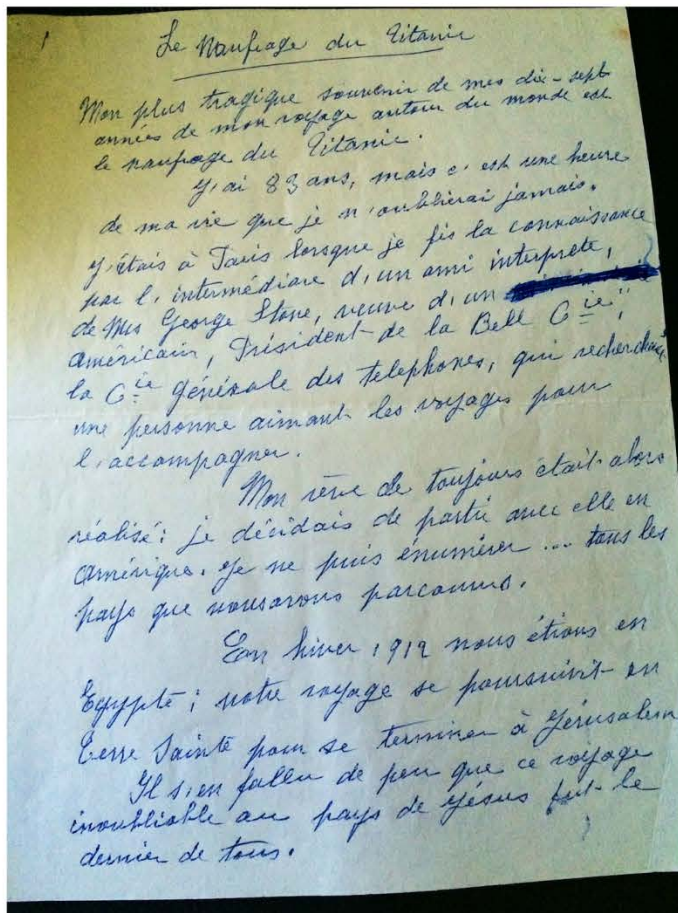 1
Le Naufrage du Titanic
Mon plus tragique souvenir de mes dix-sept
années de mon voyage autour du monde est
le naufrage du Titanic.
J'ai 83 ans, mais c'est une heure
de ma vie que je n'oublierai jamais.
J'étais à Paris lorsque je fis la connaissance
par l'intermédiare d'un ami interprete,
de Mrs George Stone, veuve d'un
américain, Président de la Bell Cie",
la Cie générale des telephones, qui recherchait
une personne aimant les voyages pour
l'accompagner.
Mon rêve de toujours était alors
réalisé: je décidais de partir avec elle en
Amérique. Je ne puis énumérer ... tous les
pays que nous avons parcourus.
En hiver 1912 nous étions en
Egypte; notre voyage se poursuivit en
Terre Sainte pour se terminer à Jérusalem
Il s'en fallu de peu que ce voyage
inoubliable au pays de Jésus fut le
dernier de tous.